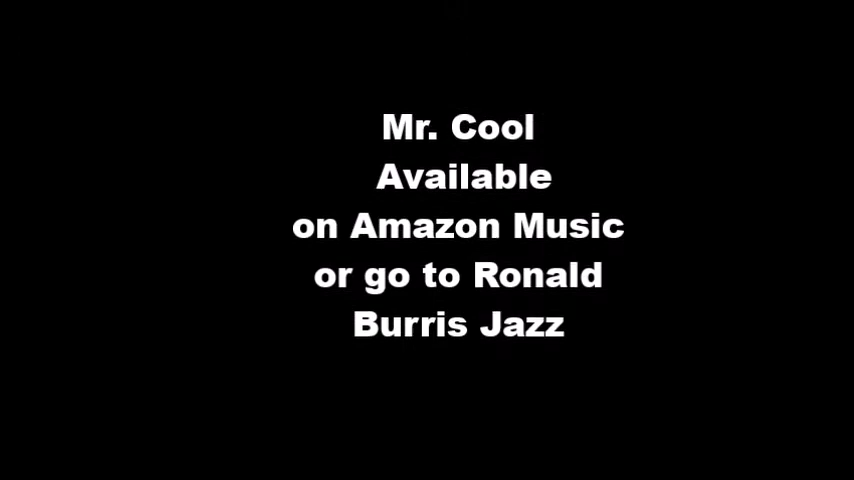 Mr. Cool
Available
on Amazon Music
or go to Ronald
Burris Jazz